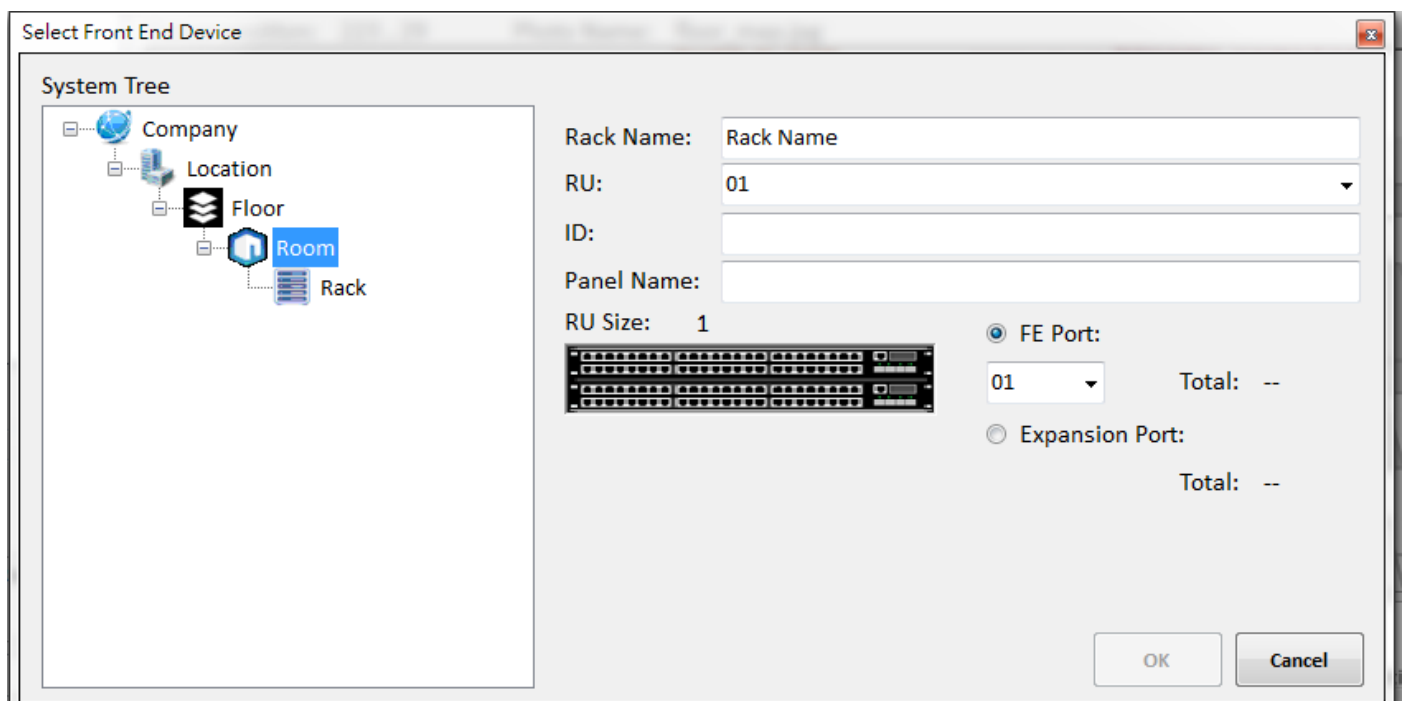 Select Front End Device
System Tree
Company
Location
Floor
Room
Rack
Rack Name: Rack Name
RU: 01
ID:
Panel Name:
RU Size: 1
FE Port:
01 Total: --
Expansion Port:
Total: --
OK Cancel